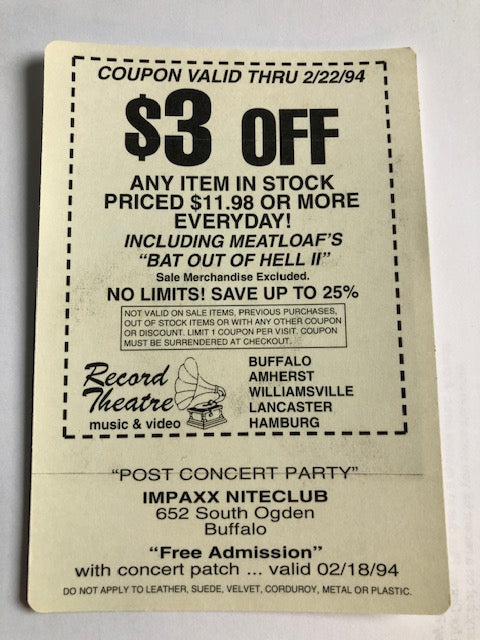 COUPON VALID THRU 2/22/94
$3 OFF
ANY ITEM IN STOCK
PRICED $11.98 OR MORE
EVERYDAY!
INCLUDING MEATLOAF'S
"BAT OUT OF HELL II"
Sale Merchandise Excluded.
NO LIMITS! SAVE UP TO 25%
NOT VALID ON SALE ITEMS, PREVIOUS PURCHASES,
OUT OF STOCK ITEMS OR WITH ANY OTHER COUPON
OR DISCOUNT. LIMIT 1 COUPON PER VISIT. COUPON
MUST BE SURRENDERED AT CHECKOUT.
Record
Theatre
music & video
BUFFALO
AMHERST
WILLIAMSVILLE
LANCASTER
HAMBURG
"POST CONCERT PARTY"
IMPAXX NITECLUB
652 South Ogden
Buffalo
"Free Admission"
with concert patch ... valid 02/18/94
DO NOT APPLY TO LEATHER, SUEDE, VELVET, CORDUROY, METAL OR PLASTIC.